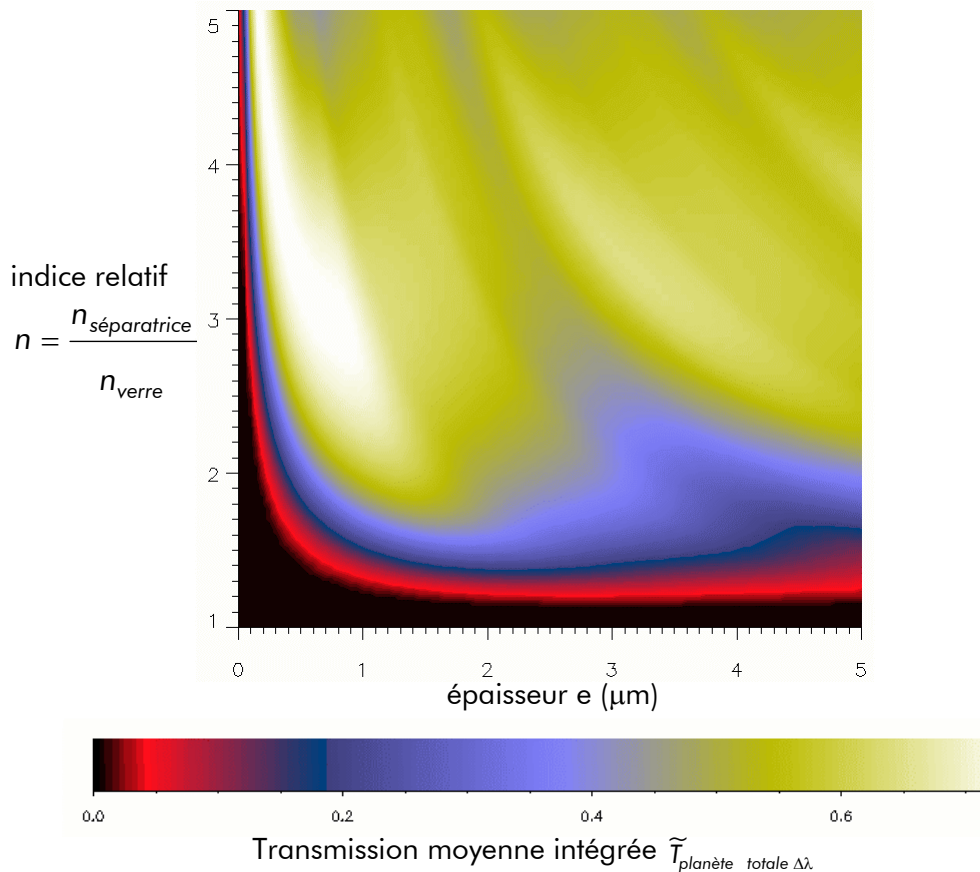 5
4
3
2
1
indice relatif
n = n_séparatrice / n_verre
0 1 2 3 4 5
épaisseur e (μm)
0.0 0.2 0.4 0.6
Transmission moyenne intégrée T̃_planète totale Δλ